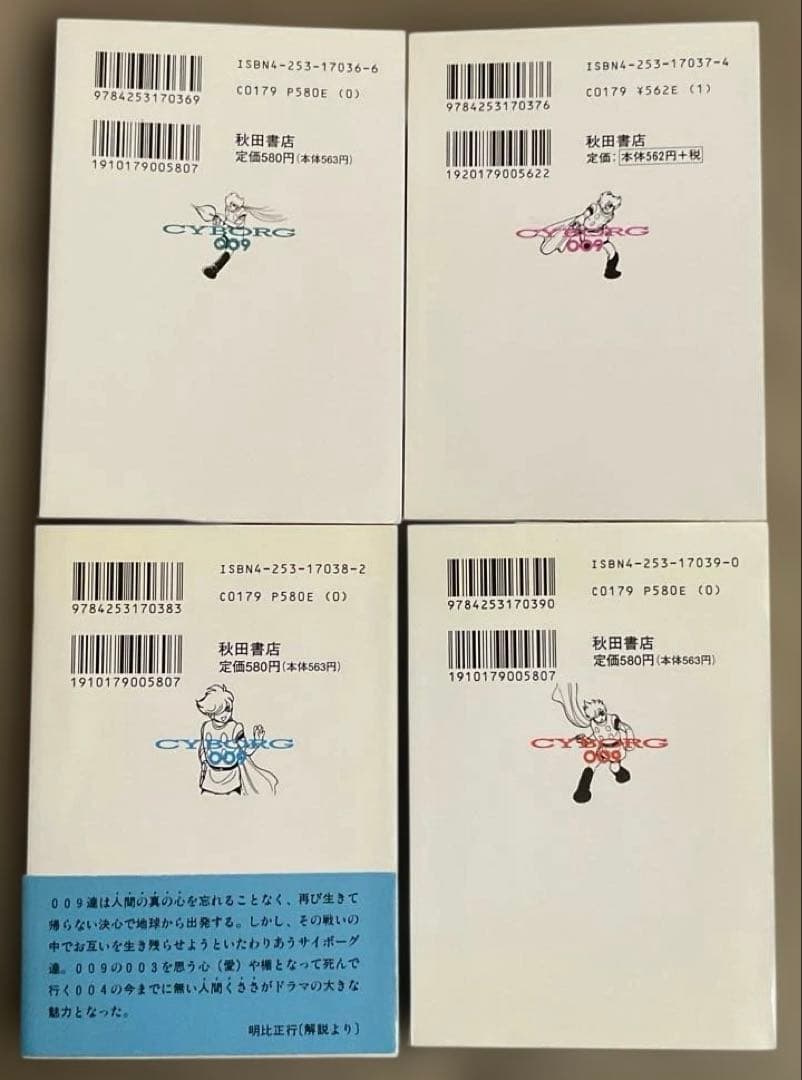 ISBN4-253-17036-6
9784253170369
C0179 P580E (0)
1910179005807
秋田書店
定価580円(本体563円)
CYBORG
009
ISBN4-253-17037-4
9784253170376
C0179 ¥562E (1)
1920179005622
秋田書店
定価:本体562円+税
CYBORG
009
ISBN4-253-17038-2
9784253170383
C0179 P580E (0)
1910179005807
秋田書店
定価580円(本体563円)
CYBORG
009
009達は人間の真の心を忘れることなく、再び生きて
帰らない決心で地球から出発する。しかし、その戦いの
中でお互いを生き残らせようといたわりあうサイボーグ
達。009の003を思う心(愛)や楯となって死んで
行く004の今までに無い人間くささがドラマの大きな
魅力となった。
明比正行[解説より]
ISBN4-253-17039-0
9784253170390
C0179 P580E (0)
1910179005807
秋田書店
定価580円(本体563円)
CYBORG
009